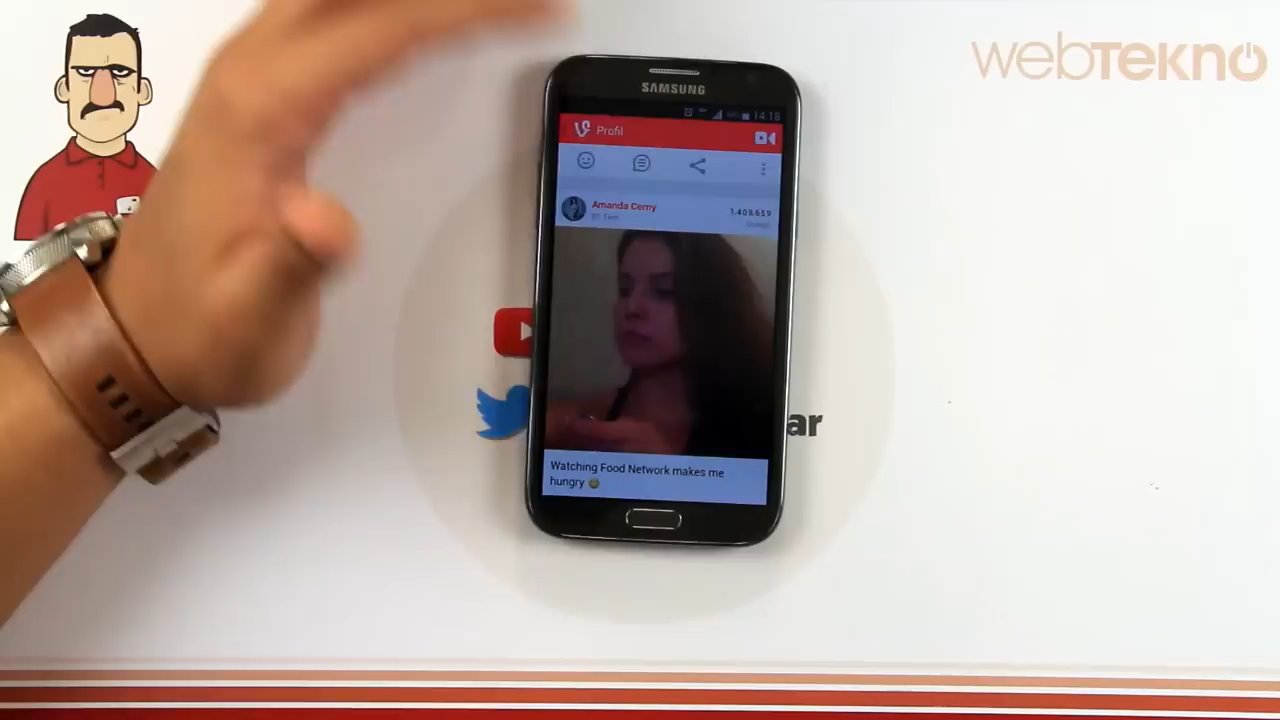 webTEKNO
SAMSUNG
14.18
Profil
Amanda Cerny
1.409.659
Watching Food Network makes me
hungry
ar